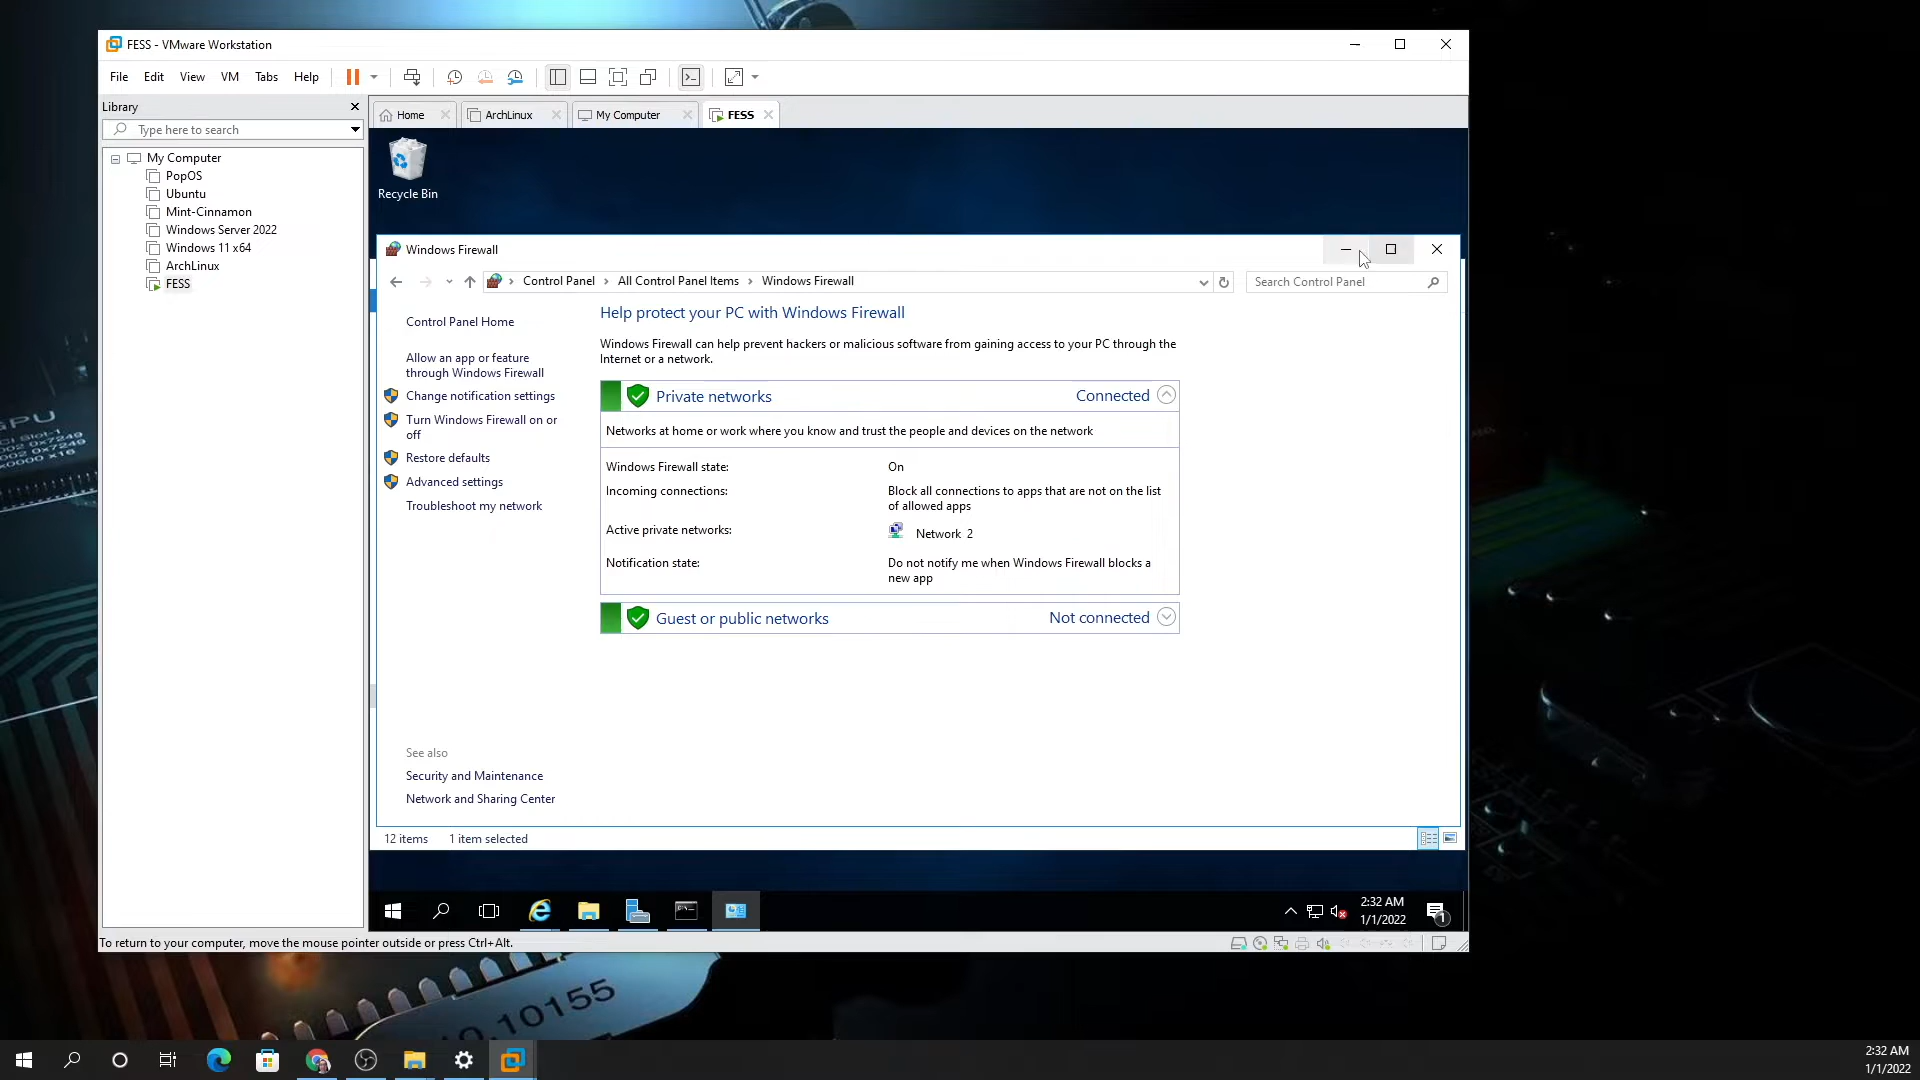 FESS - VMware Workstation
File Edit View VM Tabs Help
Library
Type here to search
My Computer
PopOS
Ubuntu
Mint-Cinnamon
Windows Server 2022
Windows 11 x64
ArchLinux
FESS
Home ArchLinux My Computer FESS
Recycle Bin
Windows Firewall
Control Panel All Control Panel Items Windows Firewall
Search Control Panel
Control Panel Home
Allow an app or feature
through Windows Firewall
Change notification settings
Turn Windows Firewall on or
off
Restore defaults
Advanced settings
Troubleshoot my network
Help protect your PC with Windows Firewall
Windows Firewall can help prevent hackers or malicious software from gaining access to your PC through the
Internet or a network.
Private networks Connected
Networks at home or work where you know and trust the people and devices on the network
Windows Firewall state: On
Incoming connections: Block all connections to apps that are not on the list
of allowed apps
Active private networks: Network 2
Notification state: Do not notify me when Windows Firewall blocks a
new app
Guest or public networks Not connected
See also
Security and Maintenance
Network and Sharing Center
12 items 1 item selected
2:32 AM
1/1/2022
1
To return to your computer, move the mouse pointer outside or press Ctrl+Alt.
10155
2:32 AM
1/1/2022